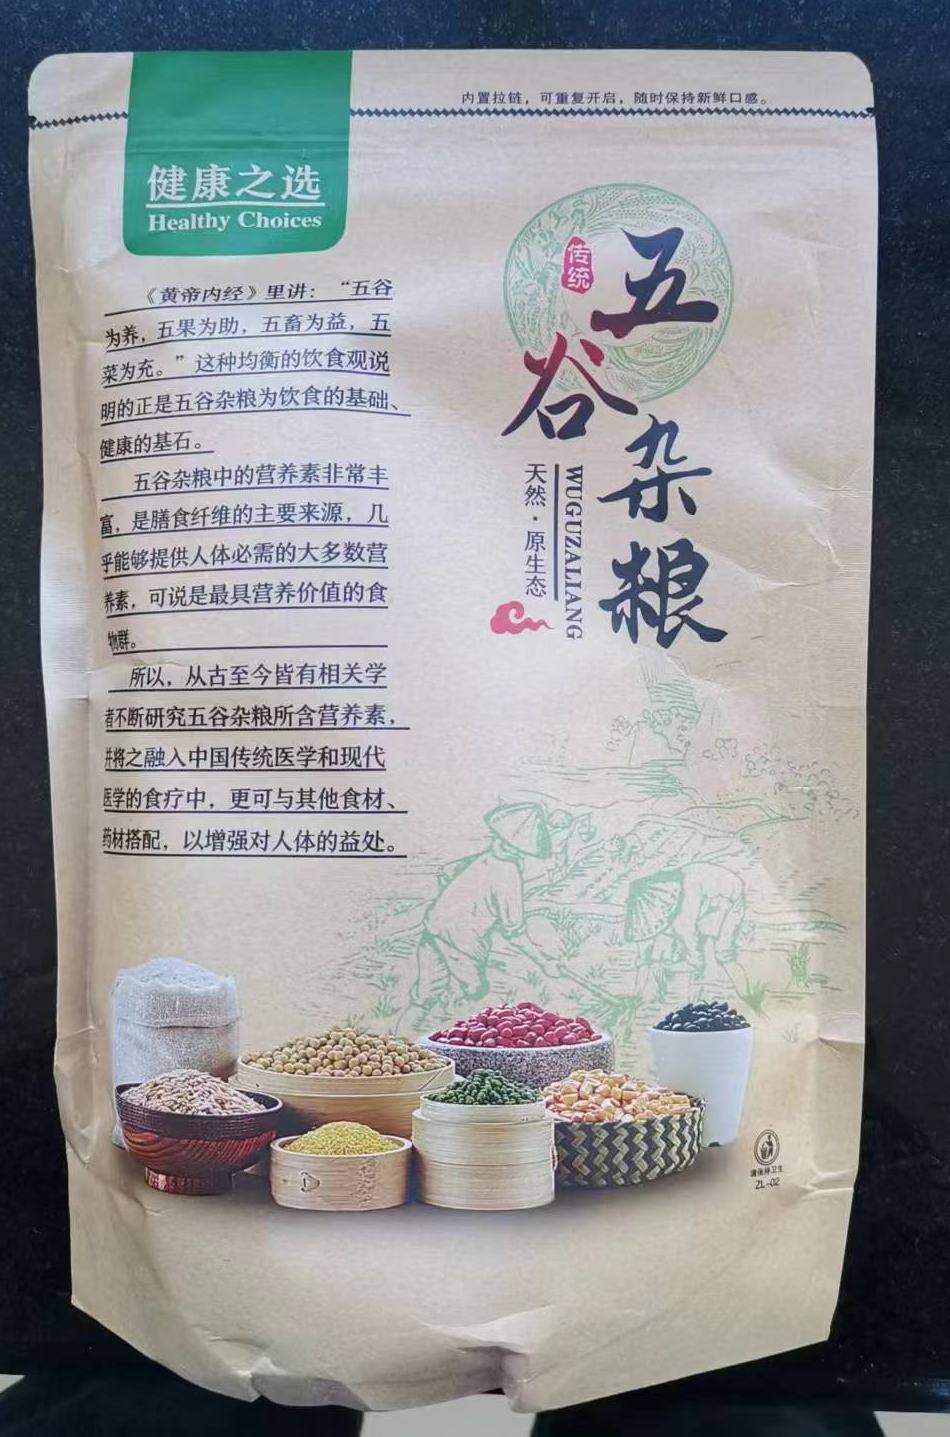 内置拉链，可重复开启，随时保持新鲜口感。
健康之选
Healthy Choices
《黄帝内经》里讲：“五谷
为养，五果为助，五畜为益，五
菜为充。”这种均衡的饮食观说
明的正是五谷杂粮为饮食的基础、
健康的基石。
五谷杂粮中的营养素非常丰
富，是膳食纤维的主要来源，几
乎能够提供人体必需的大多数营
养素，可说是最具营养价值的食
物群。
所以，从古至今皆有相关学
者不断研究五谷杂粮所含营养素，
并将之融入中国传统医学和现代
医学的食疗中，更可与其他食材、
药材搭配，以增强对人体的益处。
传统
五谷杂粮
WUGUZALIANG
天然·原生态
请保持卫生
ZL-02